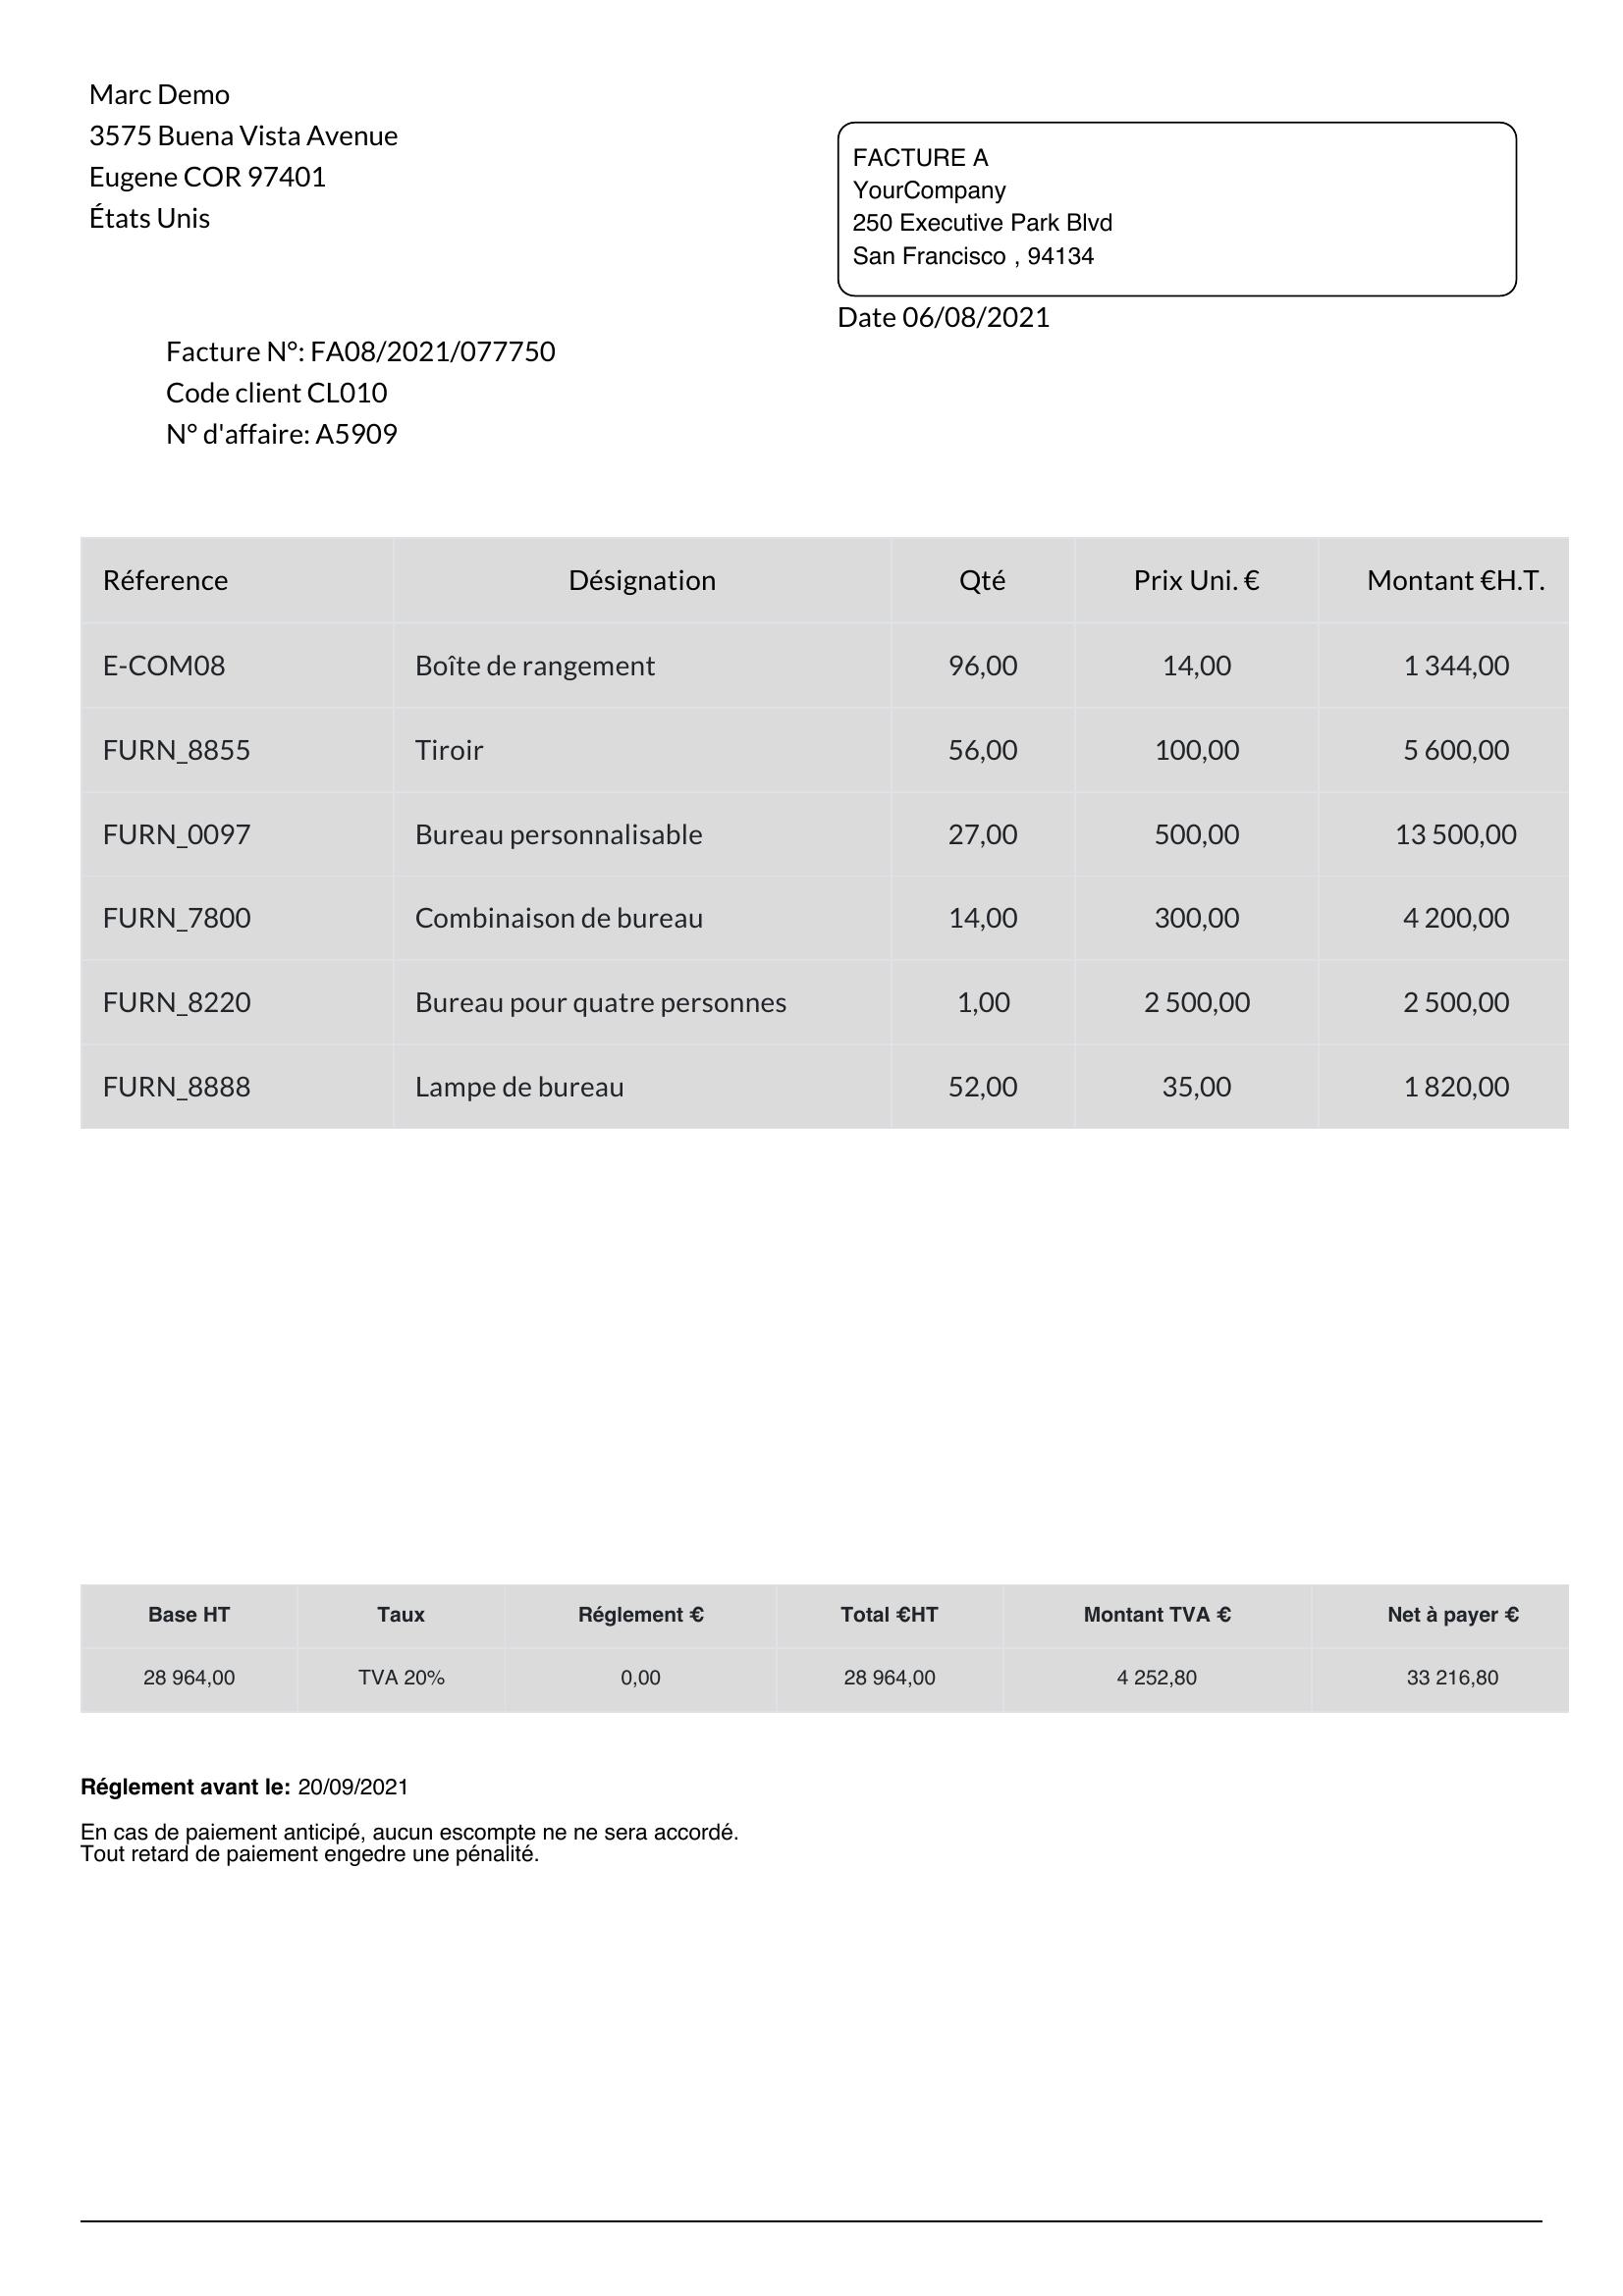 Marc Demo
3575 Buena Vista Avenue
Eugene COR 97401
États Unis
FACTURE A
YourCompany
250 Executive Park Blvd
San Francisco , 94134
Date 06/08/2021
Facture N°: FA08/2021/077750
Code client CL010
N° d'affaire: A5909
Réference Désignation Qté Prix Uni. € Montant €H.T.
E-COM08 Boîte de rangement 96,00 14,00 1 344,00
FURN_8855 Tiroir 56,00 100,00 5 600,00
FURN_0097 Bureau personnalisable 27,00 500,00 13 500,00
FURN_7800 Combinaison de bureau 14,00 300,00 4 200,00
FURN_8220 Bureau pour quatre personnes 1,00 2 500,00 2 500,00
FURN_8888 Lampe de bureau 52,00 35,00 1 820,00
Base HT Taux Réglement € Total €HT Montant TVA € Net à payer €
28 964,00 TVA 20% 0,00 28 964,00 4 252,80 33 216,80
Réglement avant le: 20/09/2021
En cas de paiement anticipé, aucun escompte ne ne sera accordé.
Tout retard de paiement engedre une pénalité.